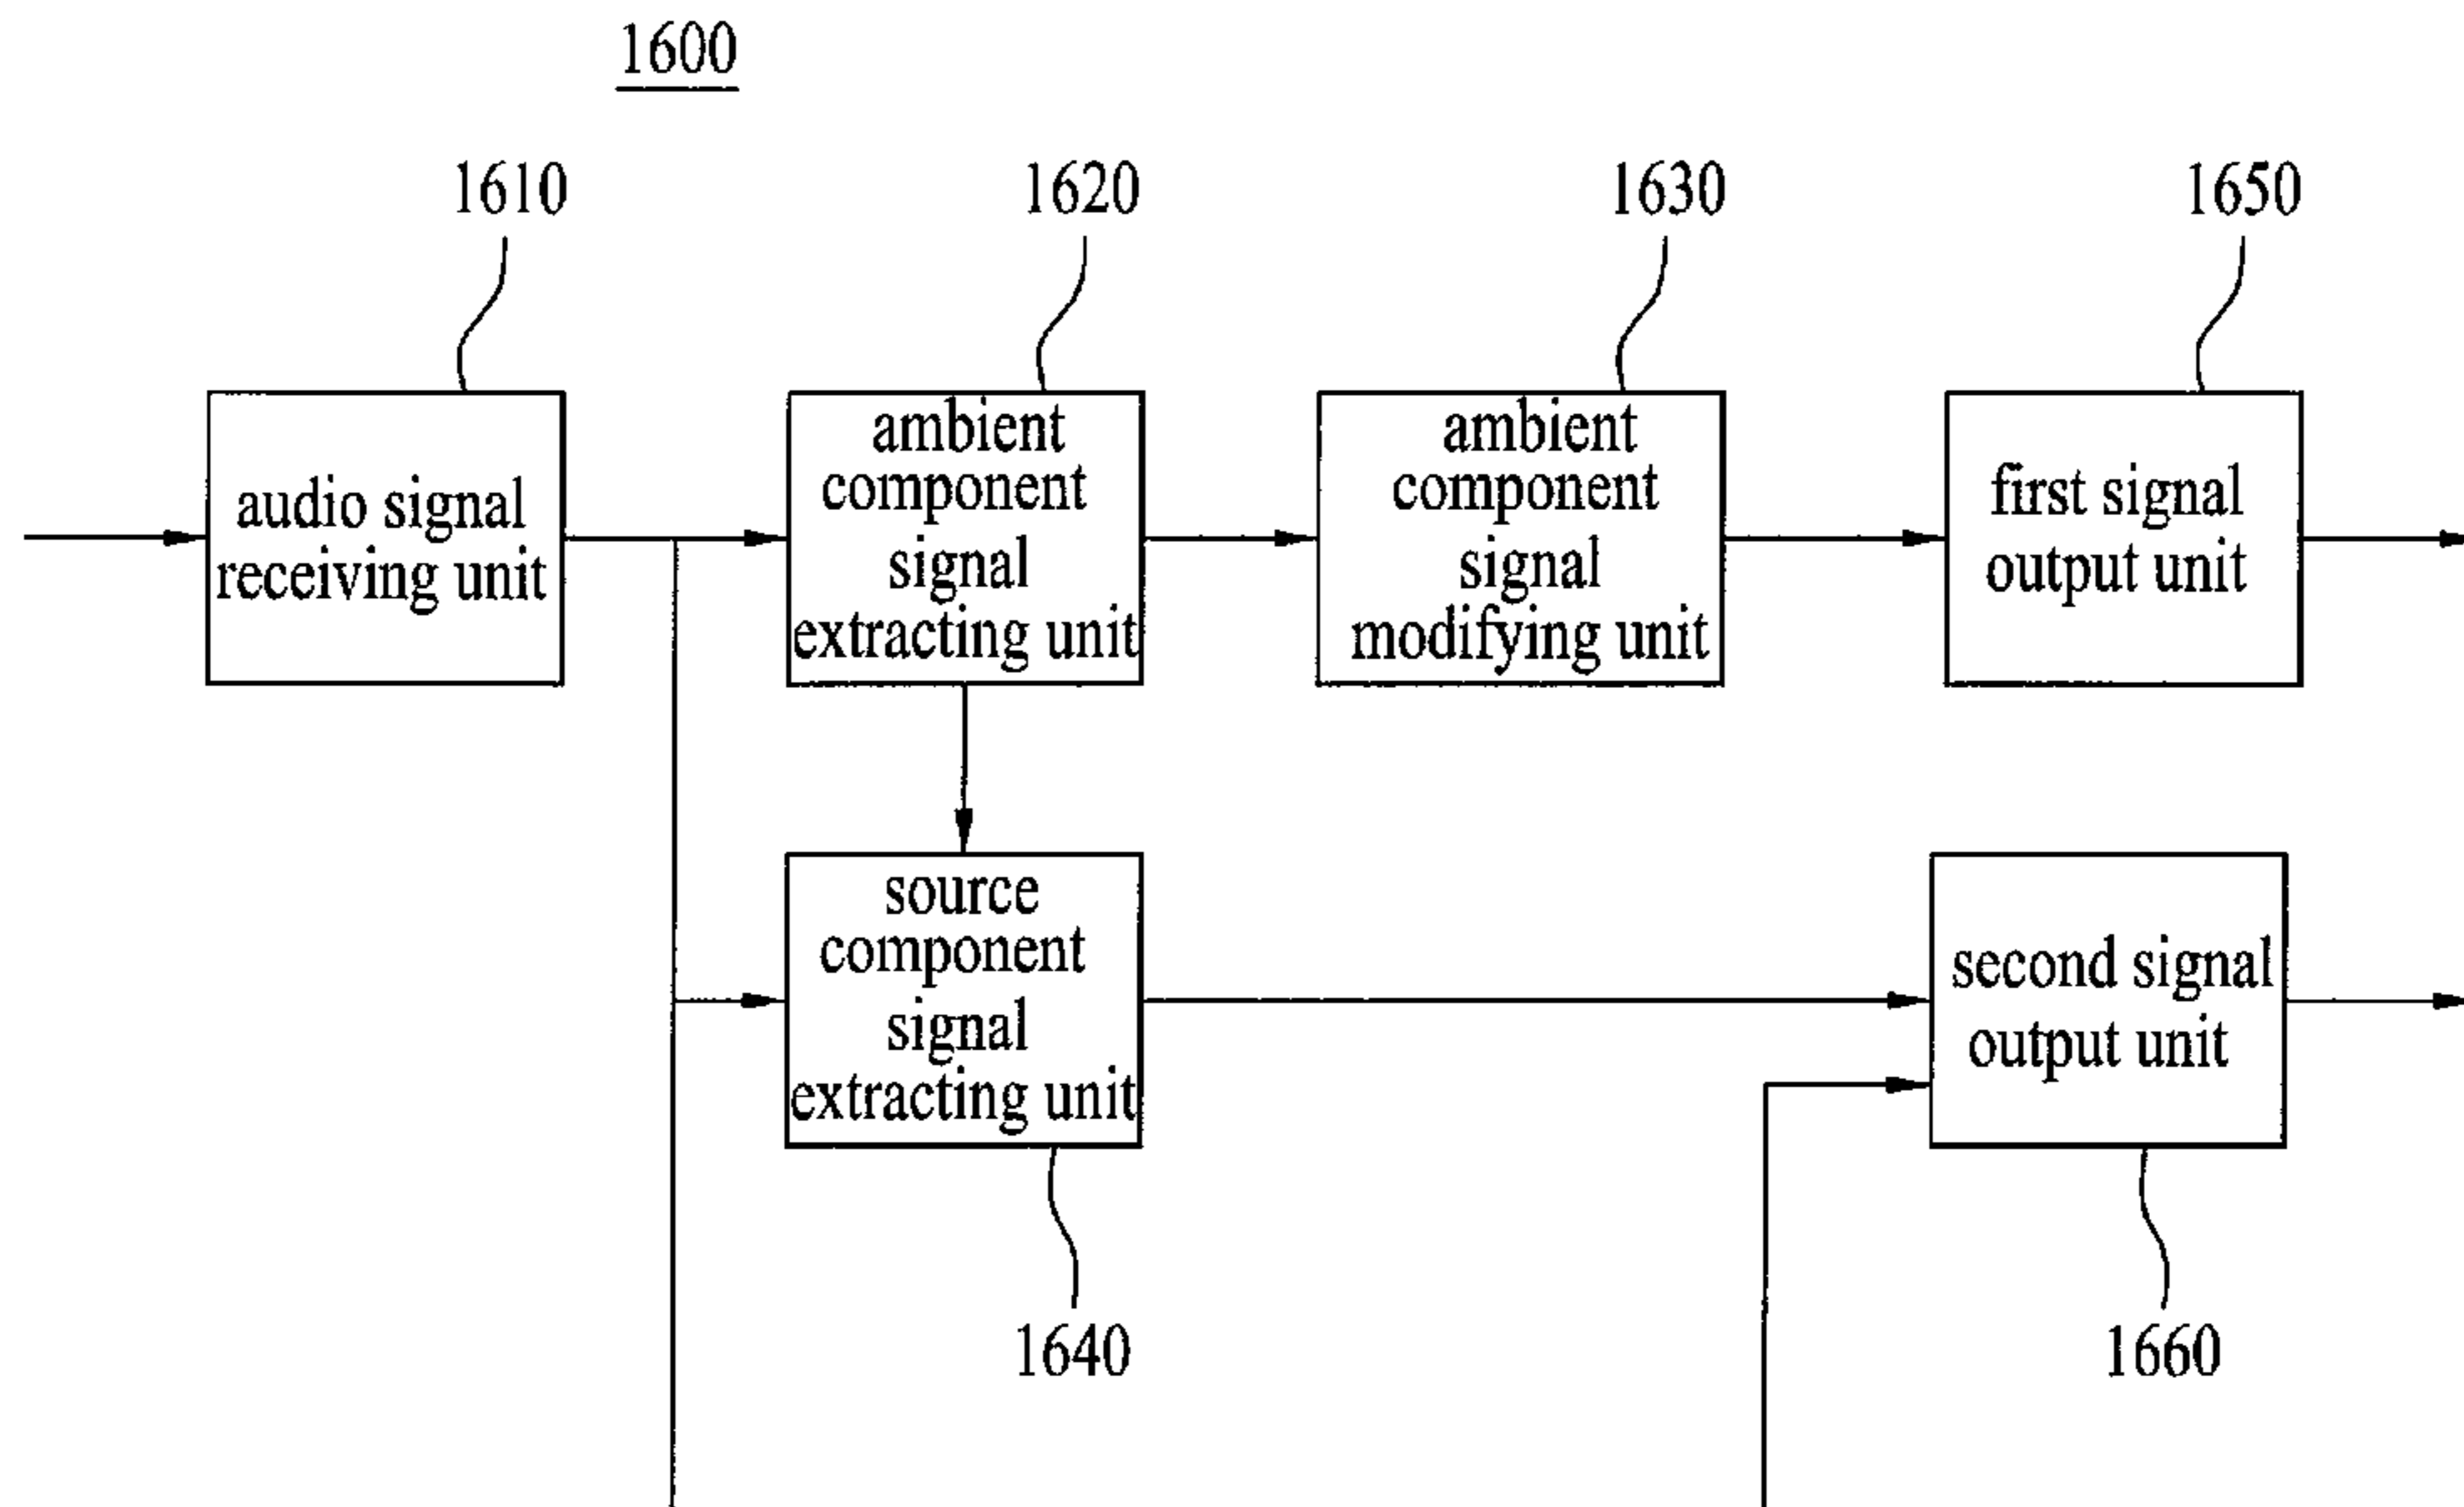 1600
1610
1620
1630
1650
audio signal
receiving unit
ambient
component
signal
extracting unit
ambient
component
signal
modifying unit
first signal
output unit
source
component
signal
extracting unit
second signal
output unit
1640
1660